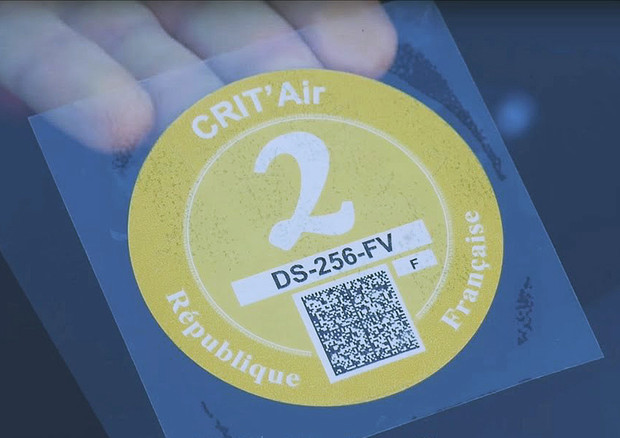 CRIT'Air
2
DS-256-FV
F
République
Française